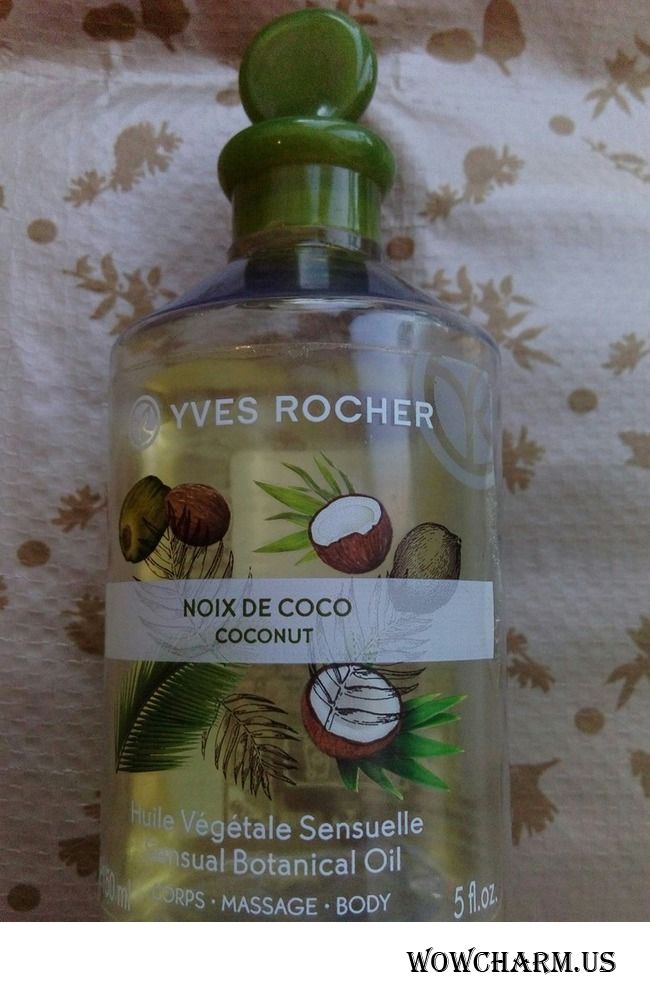 YVES ROCHER
NOIX DE COCO
COCONUT
Huile Végétale Sensuelle
Sensual Botanical Oil
CORPS · MASSAGE · BODY
5 fl.oz.
WOWCHARM.US